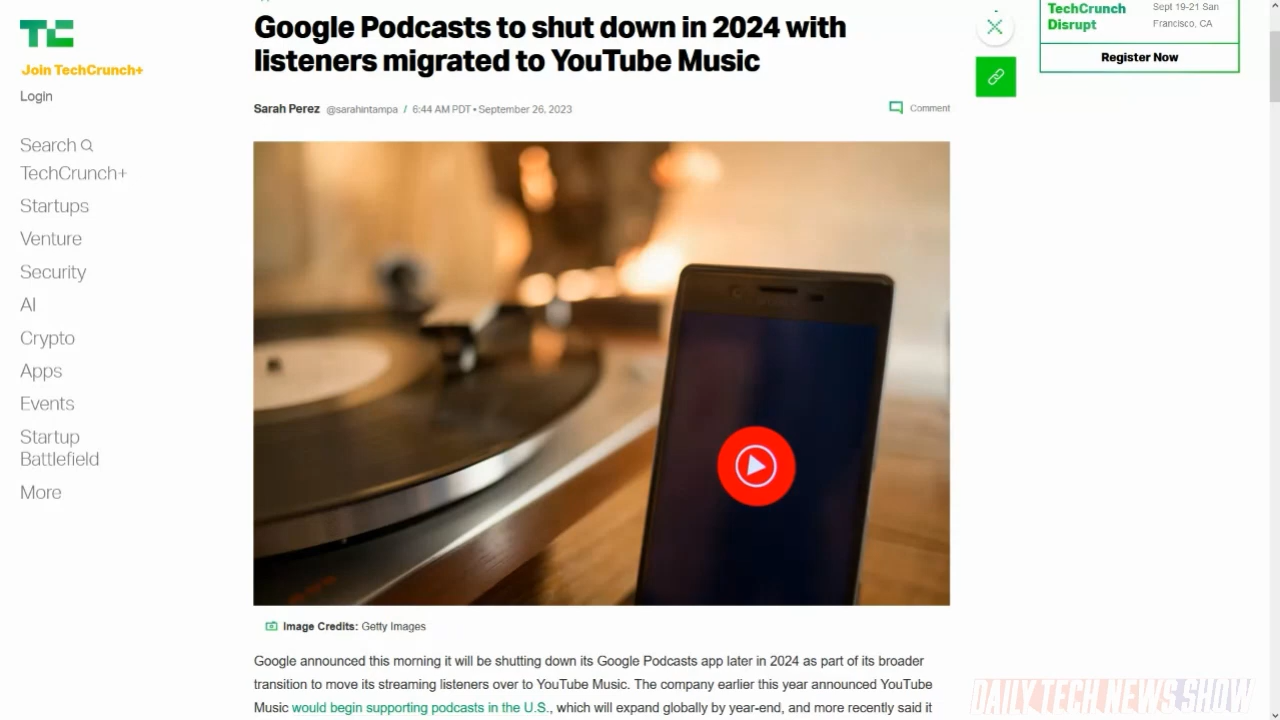 Google Podcasts to shut down in 2024 with
listeners migrated to YouTube Music
Sarah Perez @sarahintampa / 6:44 AM PDT • September 26, 2023
Comment
TC
Join TechCrunch+
Login
Search
TechCrunch+
Startups
Venture
Security
AI
Crypto
Apps
Events
Startup
Battlefield
More
TechCrunch
Disrupt
Sept 19-21 San
Francisco, CA
Register Now
Image Credits: Getty Images
Google announced this morning it will be shutting down its Google Podcasts app later in 2024 as part of its broader
transition to move its streaming listeners over to YouTube Music. The company earlier this year announced YouTube
Music would begin supporting podcasts in the U.S., which will expand globally by year-end, and more recently said it
DAILY TECH NEWS SHOW